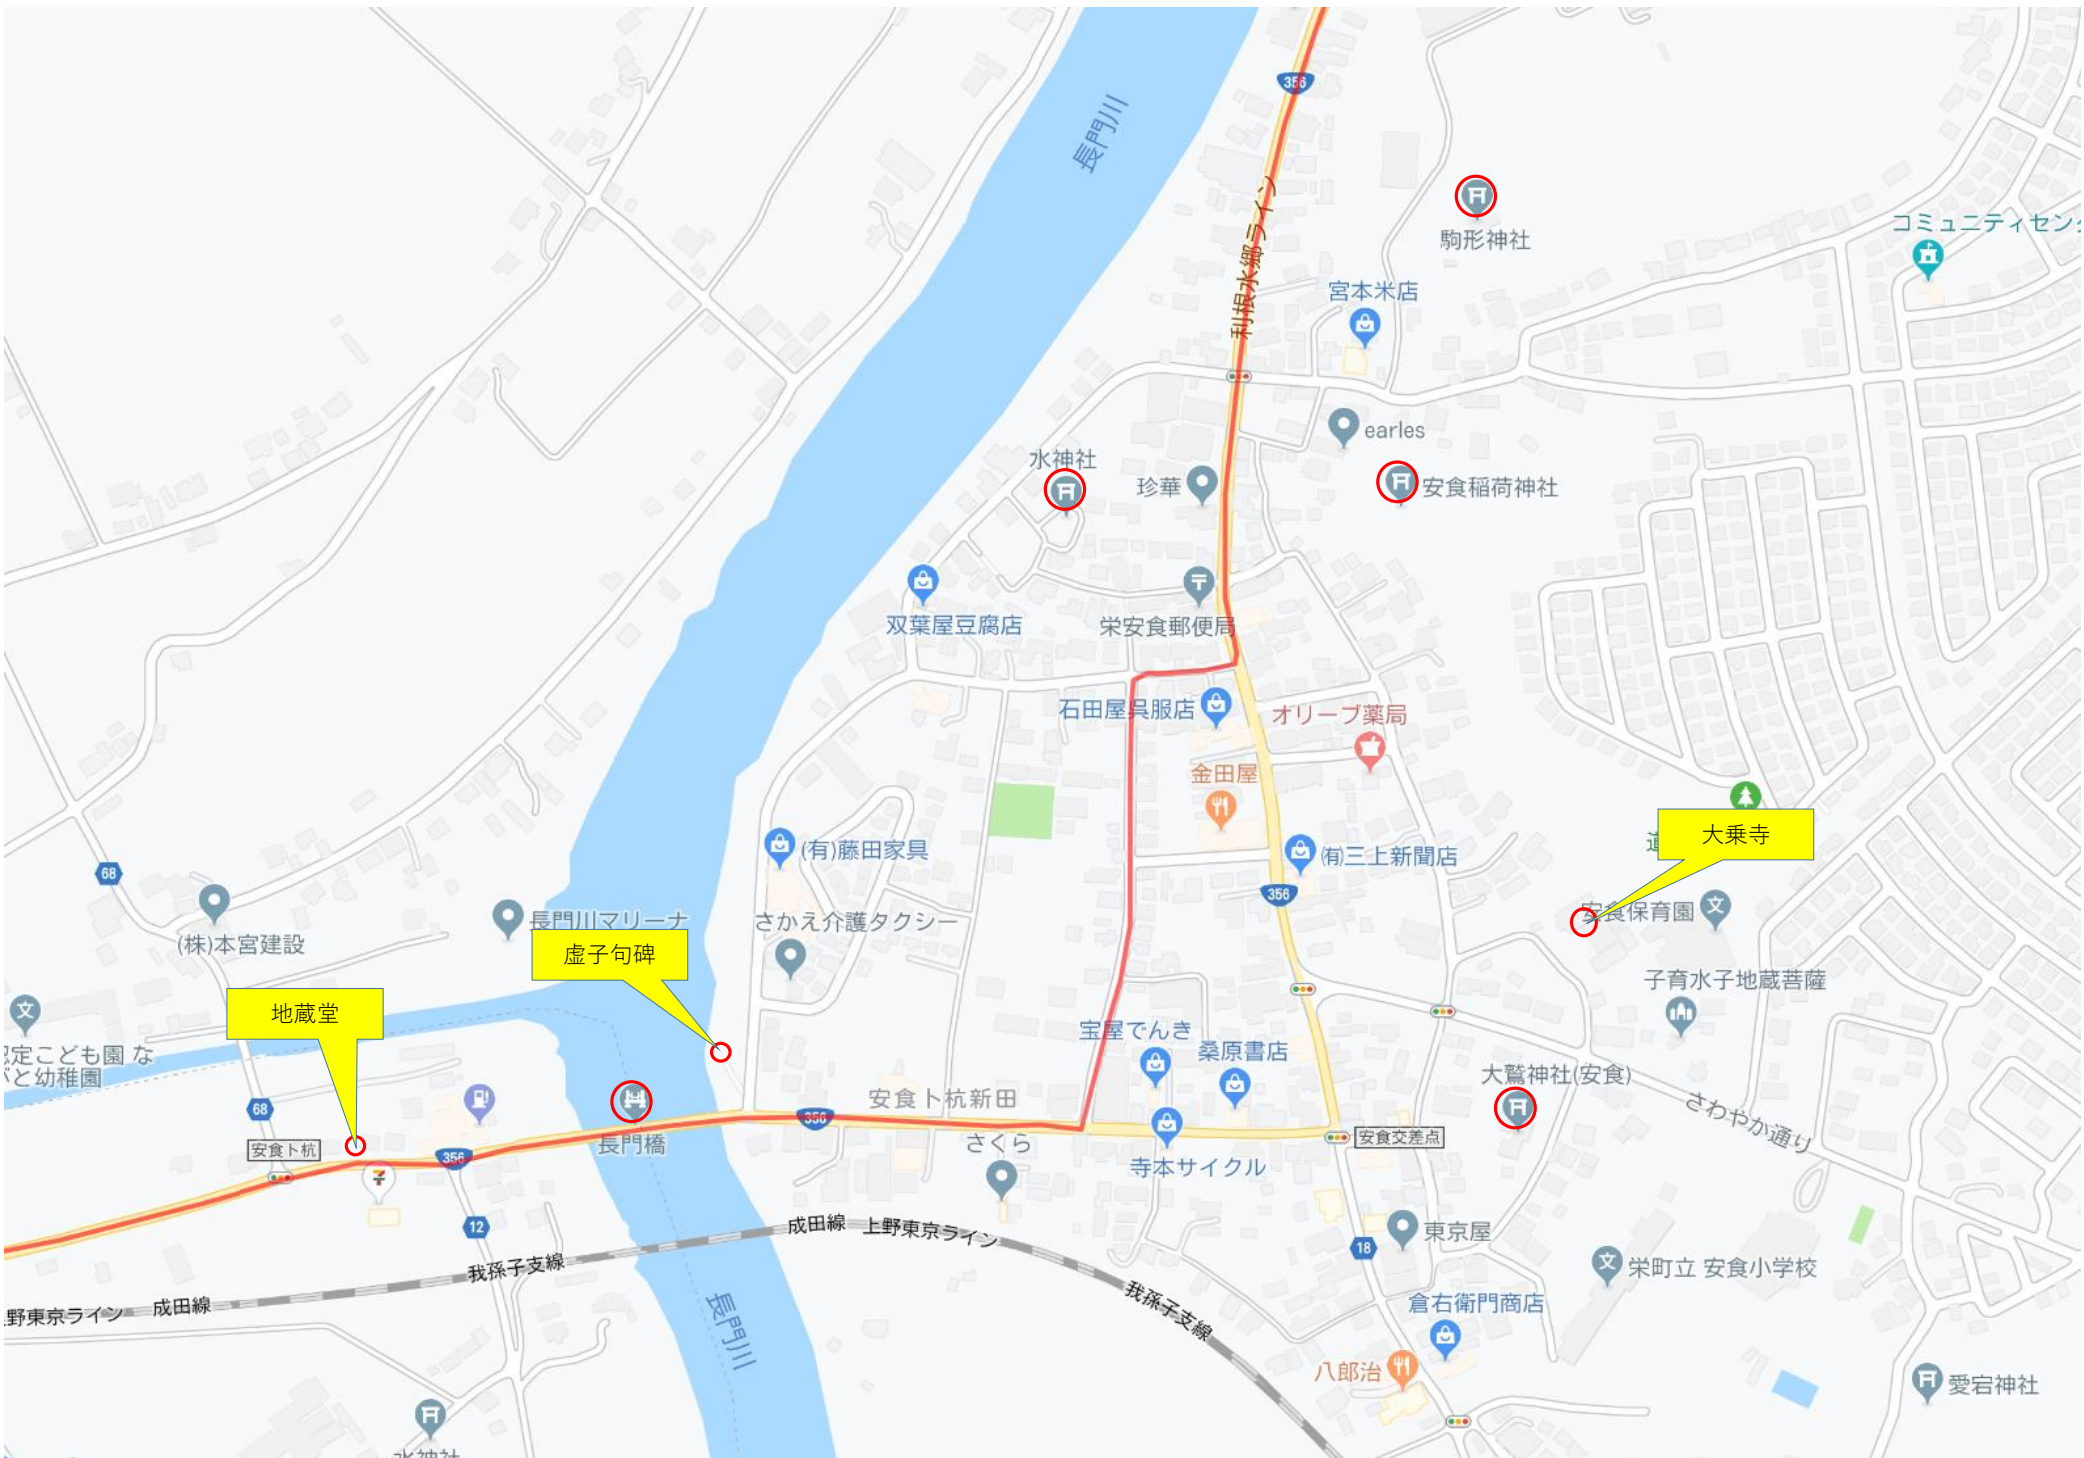 356
長門川
利根水郷ライン
駒形神社
コミュニティセン
宮本米店
earles
水神社
珍華
安食稲荷神社
双葉屋豆腐店
栄安食郵便局
石田屋呉服店
オリーブ薬局
金田屋
大乗寺
(有)藤田家具
㈲三上新聞店
68
356
長門川マリーナ
さかえ介護タクシー
安食保育園
(株)本宮建設
虚子句碑
子育水子地蔵菩薩
地蔵堂
宝屋でんき
桑原書店
定こども園 な
と幼稚園
大鷲神社(安食)
さわやか通り
68
安食卜杭新田
356
安食卜杭
長門橋
さくら
安食交差点
356
寺本サイクル
12
成田線 上野東京ライン
東京屋
18
我孫子支線
栄町立 安食小学校
野東京ライン 成田線
長門川
我孫子支線
倉右衛門商店
八郎治
愛宕神社
水神社